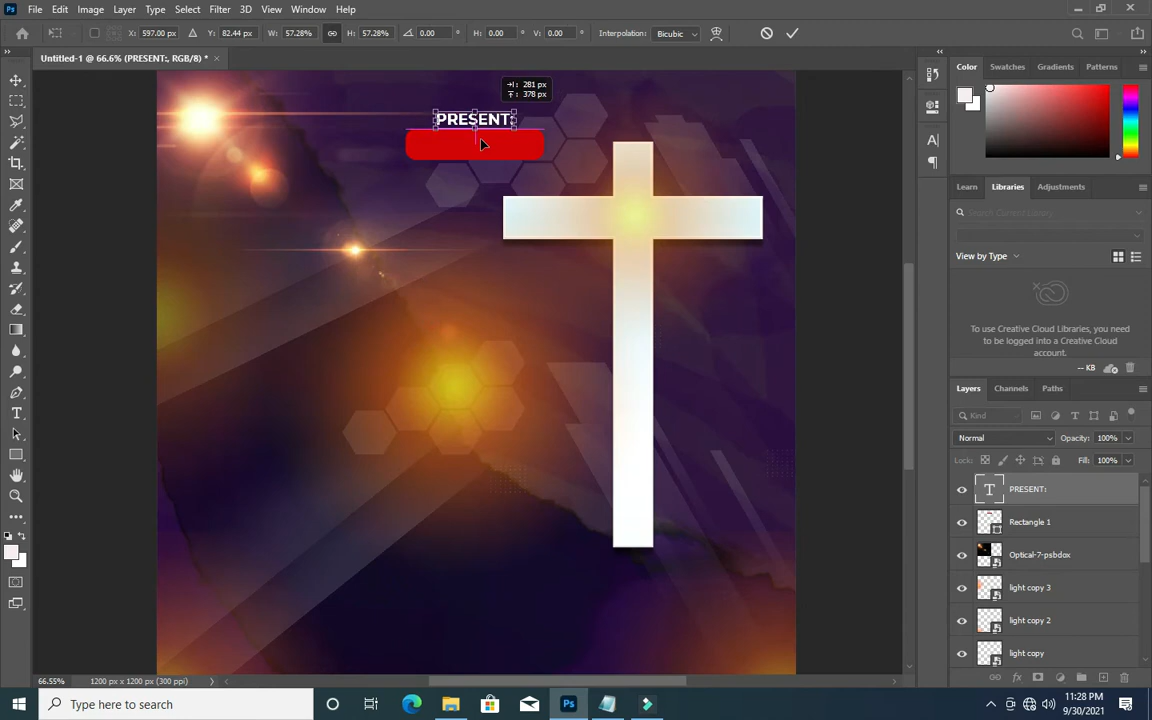 Ps File Edit Image Layer Type Select Filter 3D View Window Help
X: 597.00 px Y: 82.44 px W: 57.28% H: 57.28% 0.00 ° H: 0.00 ° V: 0.00 ° Interpolation: Bicubic
Untitled-1 @ 66.6% (PRESENT:, RGB/8) * ×
Color Swatches Gradients Patterns
281 px
378 px
PRESENT:
Learn Libraries Adjustments
Search Current Library
View by Type
To use Creative Cloud Libraries, you need
to be logged into a Creative Cloud
account.
-- KB
Layers Channels Paths
Kind
Normal Opacity: 100%
Lock: Fill: 100%
T PRESENT:
Rectangle 1
Optical-7-psbdox
light copy 3
light copy 2
light copy
66.55% 1200 px x 1200 px (300 ppi)
Type here to search
Ps
11:28 PM
9/30/2021